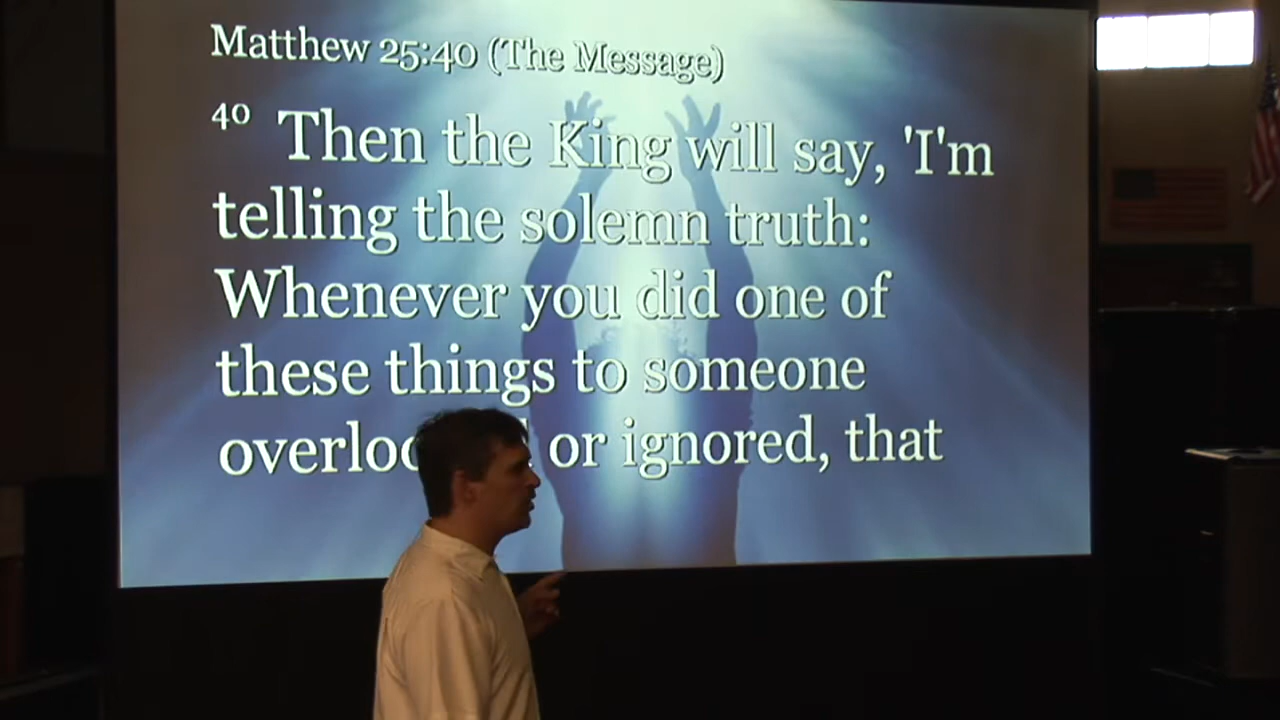 Matthew 25:40 (The Message)
40 Then the King will say, 'I'm
telling the solemn truth:
Whenever you did one of
these things to someone
or ignored, that